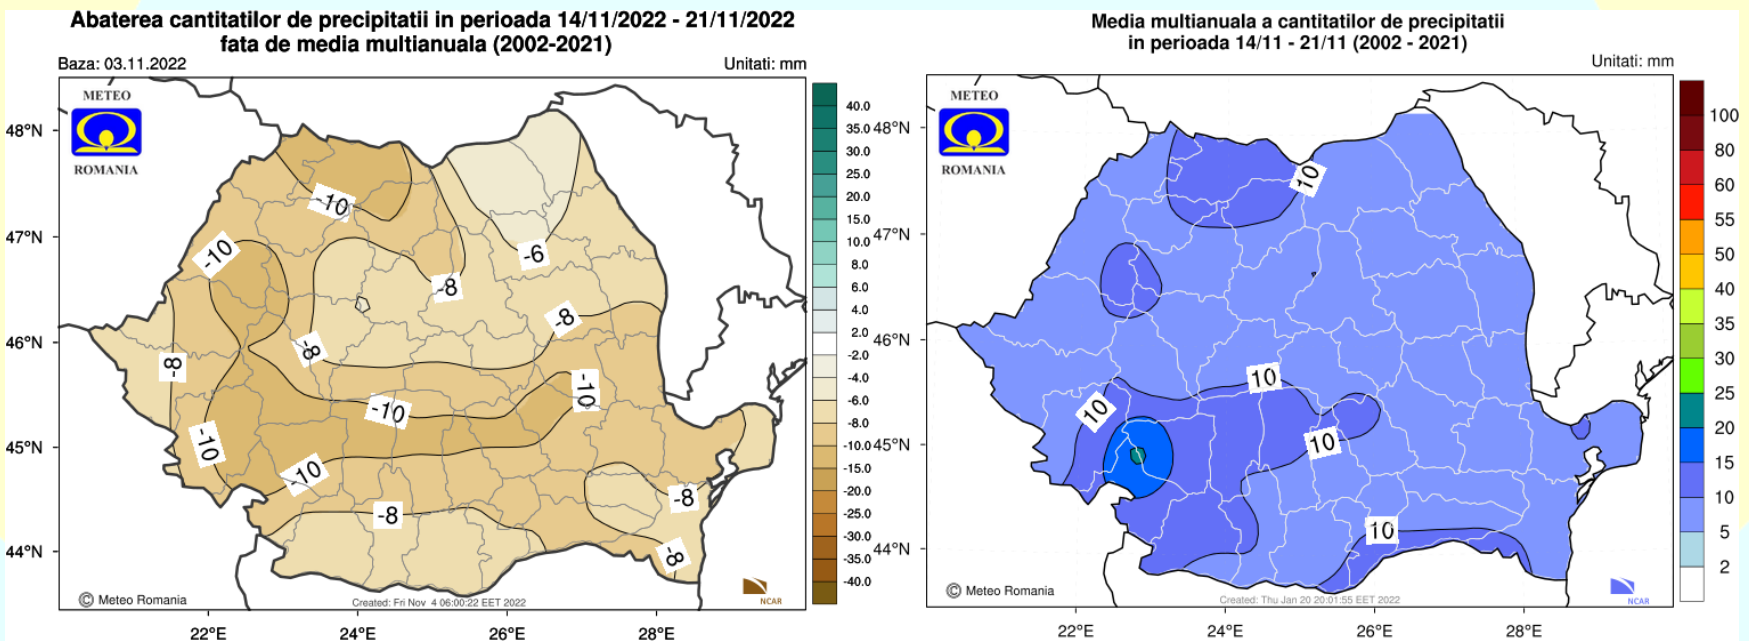 Abaterea cantitatilor de precipitatii in perioada 14/11/2022 - 21/11/2022
fata de media multianuala (2002-2021)
Baza: 03.11.2022
Unitati: mm
METEO
ROMANIA
48°N
47°N
46°N
45°N
44°N
-10
-10
-6
-8
-8
-8
-8
-10
-10
-10
-10
-8
-8
-8
40.0
35.0
30.0
25.0
20.0
15.0
10.0
8.0
6.0
4.0
2.0
-2.0
-4.0
-6.0
-8.0
-10.0
-15.0
-20.0
-25.0
-30.0
-35.0
-40.0
© Meteo Romania
Created: Fri Nov 4 06:00:22 EET 2022
NCAR
22°E
24°E
26°E
28°E
Media multianuala a cantitatilor de precipitatii
in perioada 14/11 - 21/11 (2002 - 2021)
Unitati: mm
METEO
ROMANIA
48°N
47°N
46°N
45°N
44°N
10
10
10
10
10
100
80
60
55
50
40
35
30
25
20
15
10
5
2
© Meteo Romania
Created: Thu Jan 20 20:01:55 EET 2022
NCAR
22°E
24°E
26°E
28°E